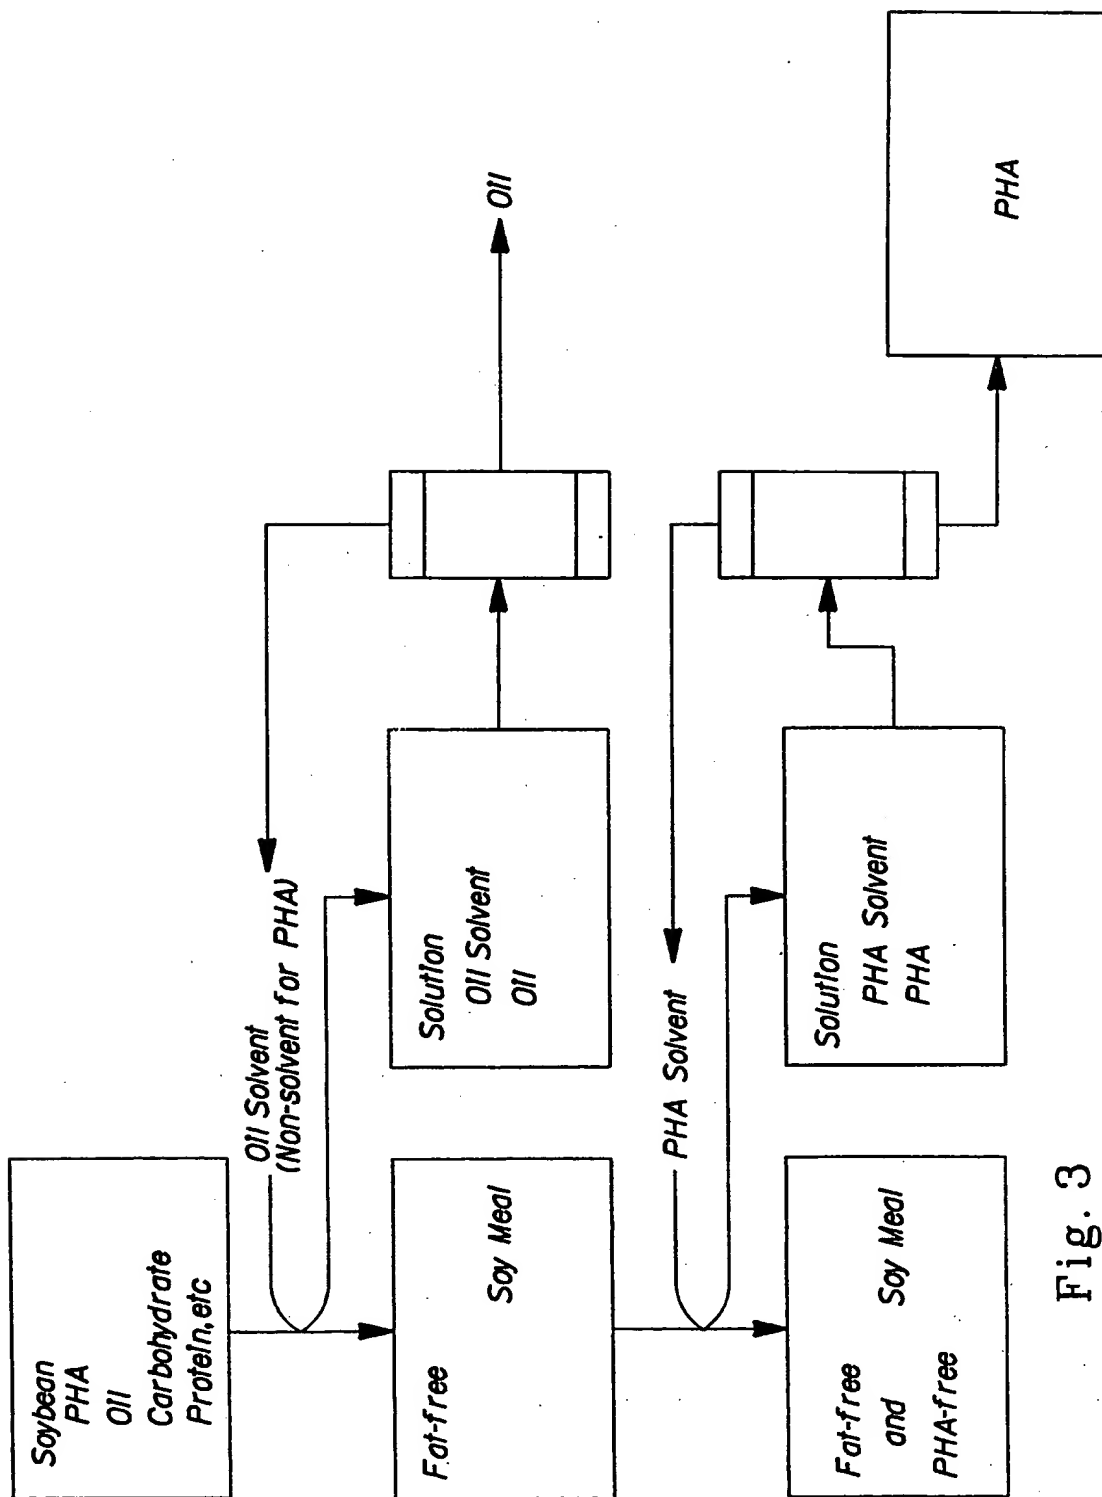 Soybean
PHA
Oil
Carbohydrate
Protein, etc
Oil Solvent
(Non-solvent for PHA)
Fat-free
Soy Meal
Solution
Oil Solvent
Oil
Oil
PHA Solvent
Fat-free
and
PHA-free
Soy Meal
Solution
PHA Solvent
PHA
PHA
Fig. 3